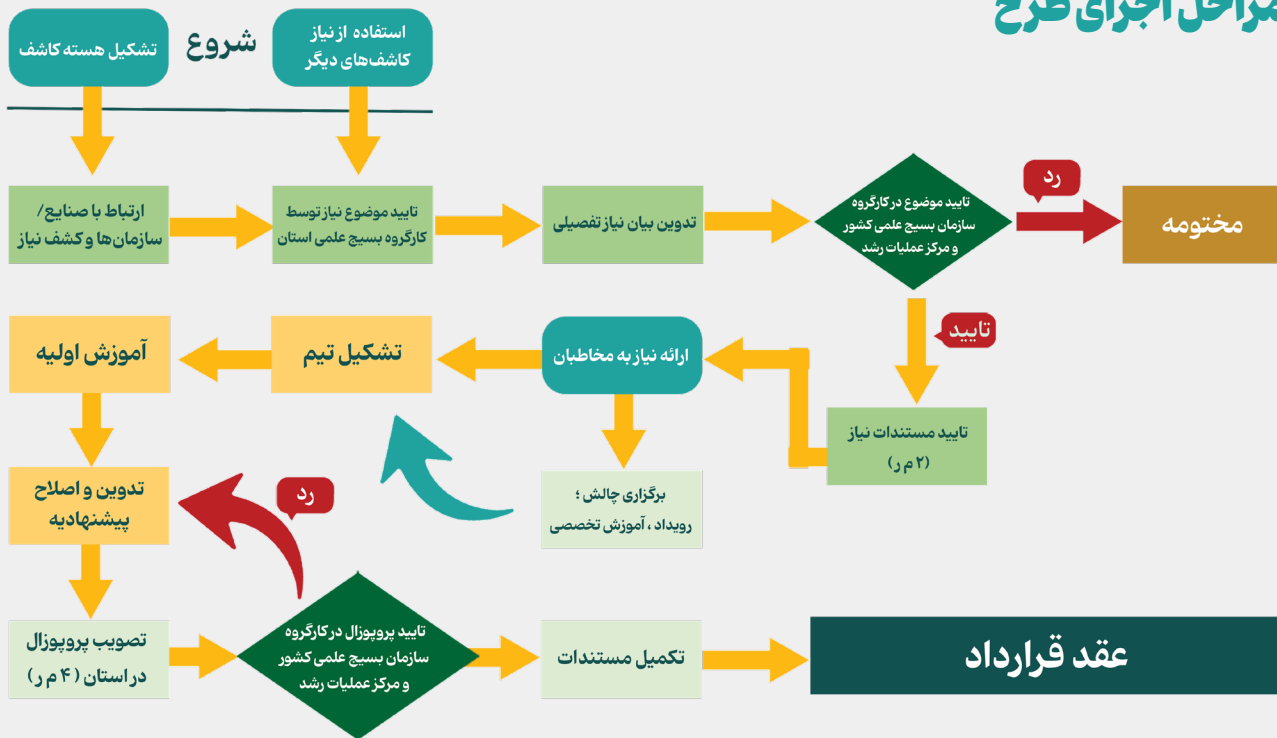 مراحل اجرای طرح
شروع
تشکیل هسته کاشف
استفاده از نیاز
کاشف‌های دیگر
ارتباط با صنایع/
سازمان‌ها و کشف نیاز
تایید موضوع نیاز توسط
کارگروه بسیج علمی استان
تدوین بیان نیاز تفصیلی
تایید موضوع در کارگروه
سازمان بسیج علمی کشور
و مرکز عملیات رشد
رد
مختومه
تایید
تایید مستندات نیاز
(۲ م ر)
ارائه نیاز به مخاطبان
برگزاری چالش ؛
رویداد ، آموزش تخصصی
تشکیل تیم
آموزش اولیه
تدوین و اصلاح
پیشنهادیه
رد
تصویب پروپوزال
در استان (۴ م ر)
تایید پروپوزال در کارگروه
سازمان بسیج علمی کشور
و مرکز عملیات رشد
تکمیل مستندات
عقد قرارداد